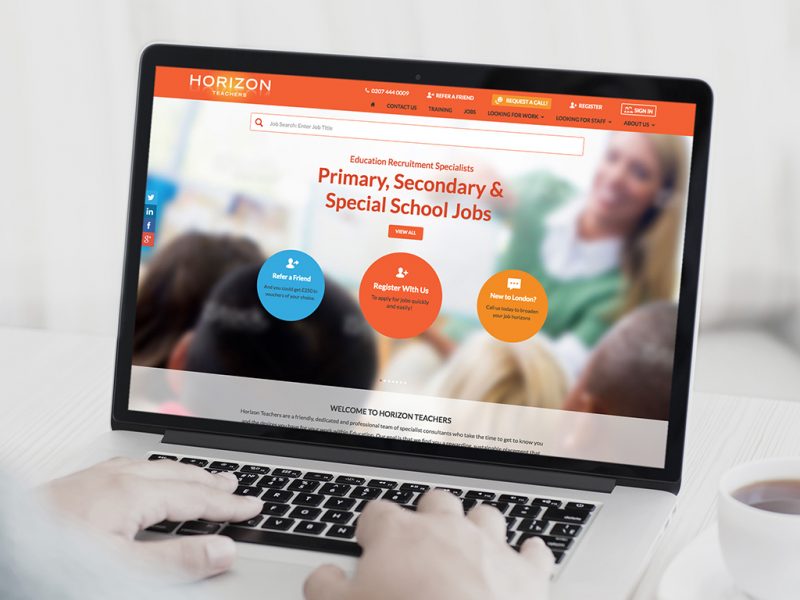 HORIZON
TEACHERS
0207 444 0009
REFER A FRIEND
REQUEST A CALL!
REGISTER
SIGN IN
CONTACT US
TRAINING
JOBS
LOOKING FOR WORK
LOOKING FOR STAFF
ABOUT US
Job Search: Enter Job Title
Education Recruitment Specialists
Primary, Secondary &
Special School Jobs
VIEW ALL
Refer a Friend
And you could get £250 in
vouchers of your choice.
Register With Us
To apply for jobs quickly
and easily!
New to London?
Call us today to broaden
your job horizons
WELCOME TO HORIZON TEACHERS
Horizon Teachers are a friendly, dedicated and professional team of specialist consultants who take the time to get to know you